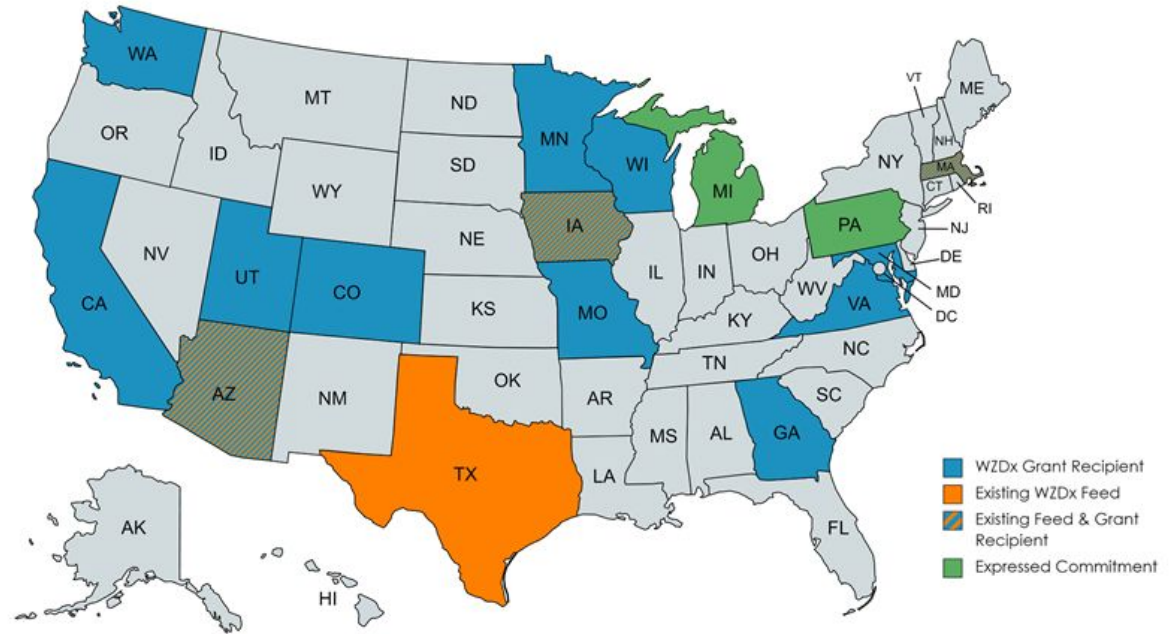 WA
MT
ND
MN
VT
ME
OR
ID
SD
WI
NY
NH
MA
WY
MI
CT
RI
IA
PA
NJ
NV
NE
OH
DE
UT
CO
IL
IN
WV
MD
CA
KS
MO
VA
DC
KY
NC
TN
AZ
NM
OK
AR
SC
MS
AL
GA
TX
LA
WZDx Grant Recipient
Existing WZDx Feed
Existing Feed & Grant
Recipient
Expressed Commitment
AK
FL
HI